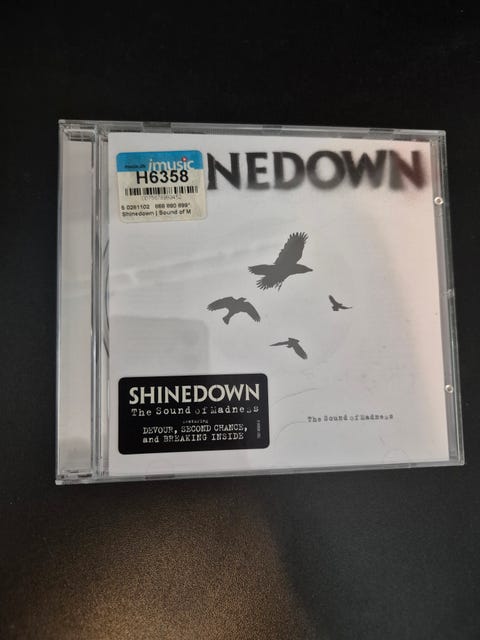 imusic
H6358
NEDOWN
Shinedown | Sound of M
SHINEDOWN
The Sound of Madness
featuring
DEVOUR, SECOND CHANCE,
and BREAKING INSIDE
The Sound of Madness